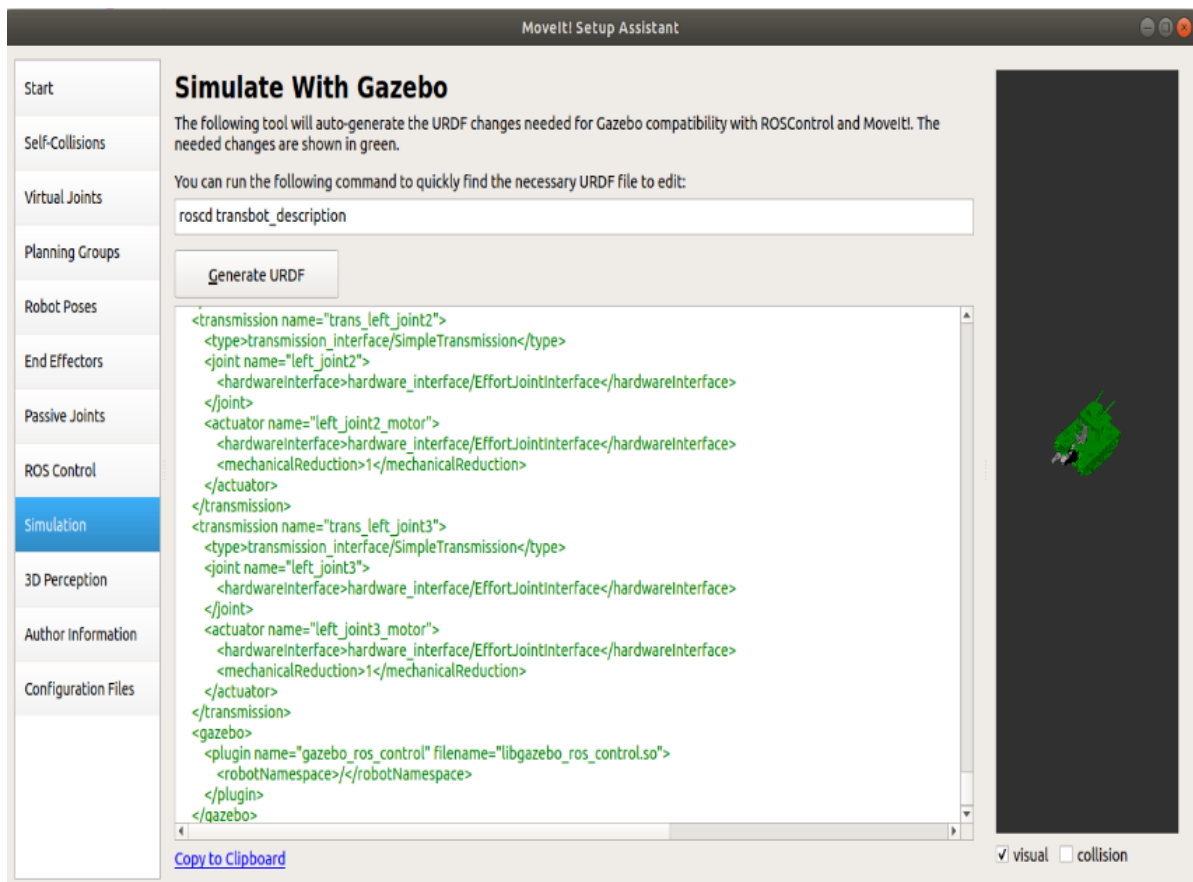 MoveIt! Setup Assistant
Start
Self-Collisions
Virtual Joints
Planning Groups
Robot Poses
End Effectors
Passive Joints
ROS Control
Simulation
3D Perception
Author Information
Configuration Files
Simulate With Gazebo
The following tool will auto-generate the URDF changes needed for Gazebo compatibility with ROSControl and MoveIt!. The
needed changes are shown in green.
You can run the following command to quickly find the necessary URDF file to edit:
roscd transbot_description
Generate URDF
<transmission name="trans_left_joint2">
<type>transmission_interface/SimpleTransmission</type>
<joint name="left_joint2">
<hardwareInterface>hardware_interface/EffortJointInterface</hardwareInterface>
</joint>
<actuator name="left_joint2_motor">
<hardwareInterface>hardware_interface/EffortJointInterface</hardwareInterface>
<mechanicalReduction>1</mechanicalReduction>
</actuator>
</transmission>
<transmission name="trans_left_joint3">
<type>transmission_interface/SimpleTransmission</type>
<joint name="left_joint3">
<hardwareInterface>hardware_interface/EffortJointInterface</hardwareInterface>
</joint>
<actuator name="left_joint3_motor">
<hardwareInterface>hardware_interface/EffortJointInterface</hardwareInterface>
<mechanicalReduction>1</mechanicalReduction>
</actuator>
</transmission>
<gazebo>
<plugin name="gazebo_ros_control" filename="libgazebo_ros_control.so">
<robotNamespace>/</robotNamespace>
</plugin>
</gazebo>
Copy to Clipboard
visual collision